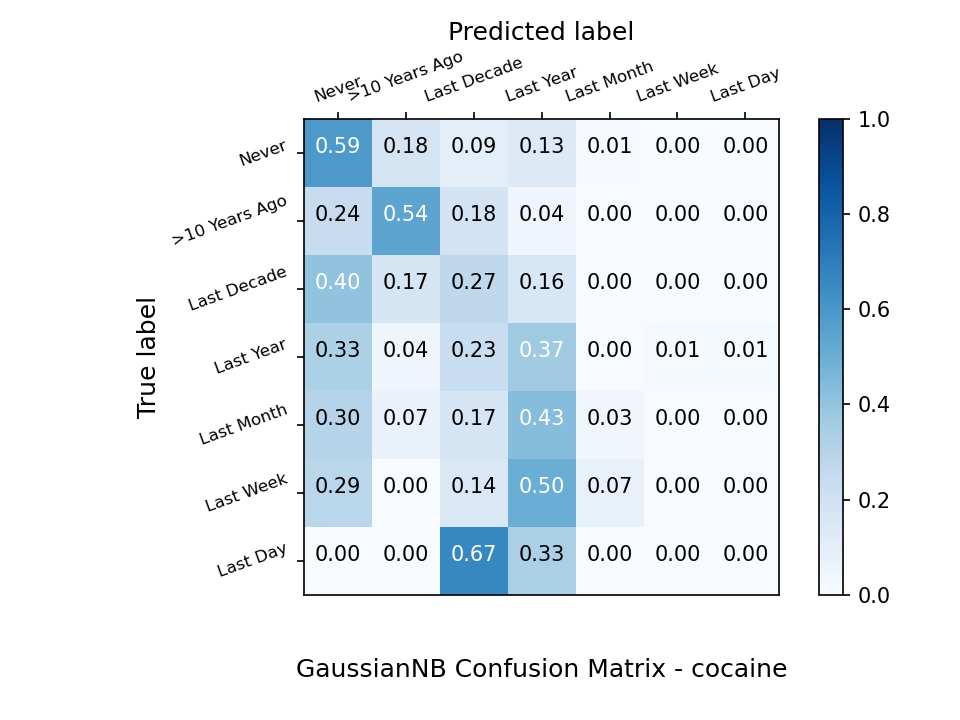 Predicted label
Never
>10 Years Ago
Last Decade
Last Year
Last Month
Last Week
Last Day
True label
Never 0.59 0.18 0.09 0.13 0.01 0.00 0.00
>10 Years Ago 0.24 0.54 0.18 0.04 0.00 0.00 0.00
Last Decade 0.40 0.17 0.27 0.16 0.00 0.00 0.00
Last Year 0.33 0.04 0.23 0.37 0.00 0.01 0.01
Last Month 0.30 0.07 0.17 0.43 0.03 0.00 0.00
Last Week 0.29 0.00 0.14 0.50 0.07 0.00 0.00
Last Day 0.00 0.00 0.67 0.33 0.00 0.00 0.00
1.0
0.8
0.6
0.4
0.2
0.0
GaussianNB Confusion Matrix - cocaine